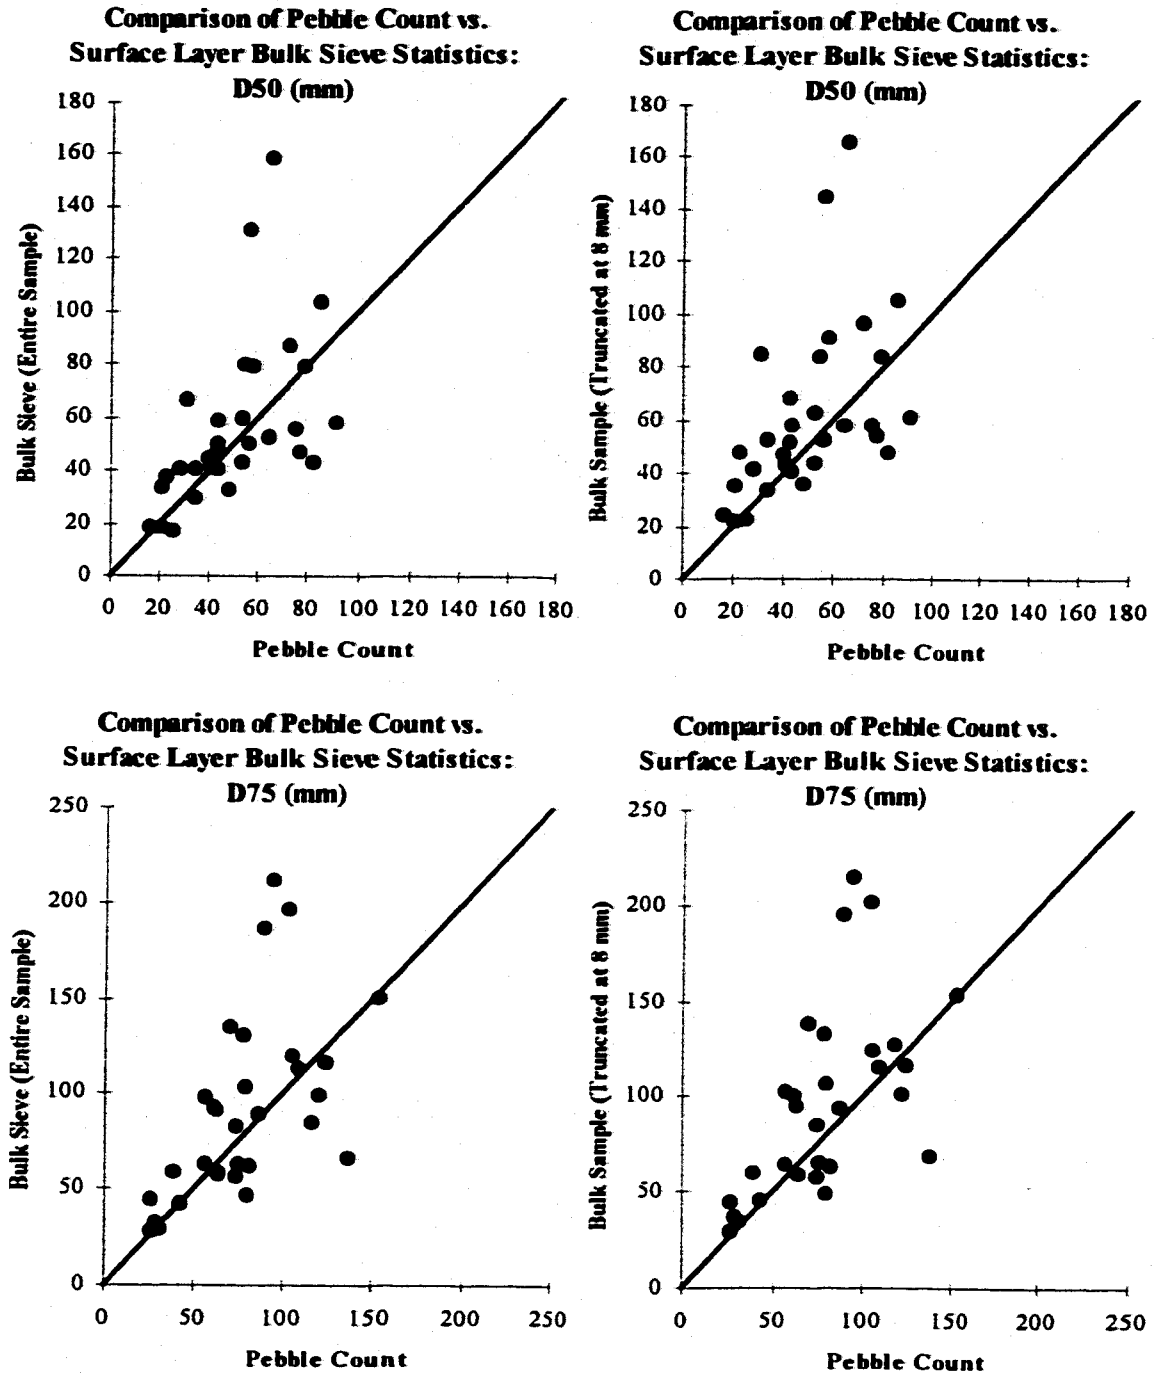 Comparison of Pebble Count vs.
Surface Layer Bulk Sieve Statistics:
D50 (mm)
180
160
140
120
100
80
60
40
20
0
Bulk Sieve (Entire Sample)
0 20 40 60 80 100 120 140 160 180
Pebble Count
Comparison of Pebble Count vs.
Surface Layer Bulk Sieve Statistics:
D50 (mm)
180
160
140
120
100
80
60
40
20
0
Bulk Sample (Truncated at 8 mm)
0 20 40 60 80 100 120 140 160 180
Pebble Count
Comparison of Pebble Count vs.
Surface Layer Bulk Sieve Statistics:
D75 (mm)
250
200
150
100
50
0
Bulk Sieve (Entire Sample)
0 50 100 150 200 250
Pebble Count
Comparison of Pebble Count vs.
Surface Layer Bulk Sieve Statistics:
D75 (mm)
250
200
150
100
50
0
Bulk Sample (Truncated at 8 mm)
0 50 100 150 200 250
Pebble Count